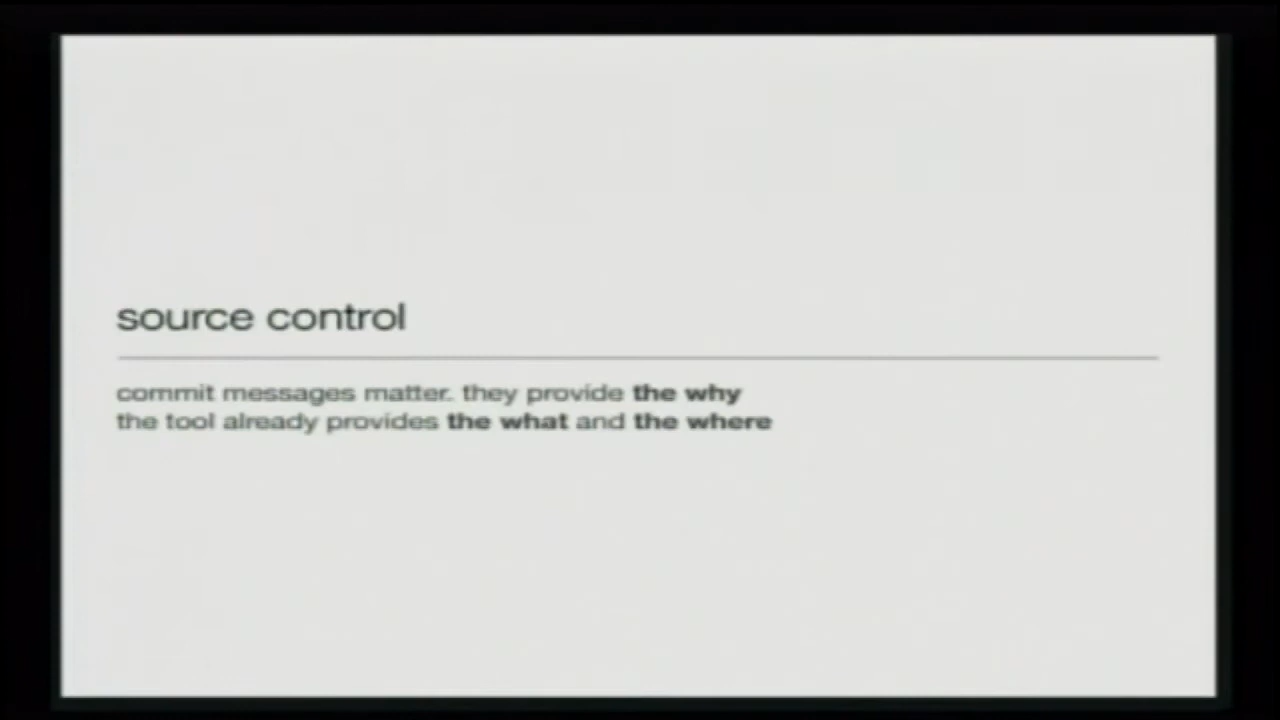 source control
commit messages matter. they provide the why
the tool already provides the what and the where